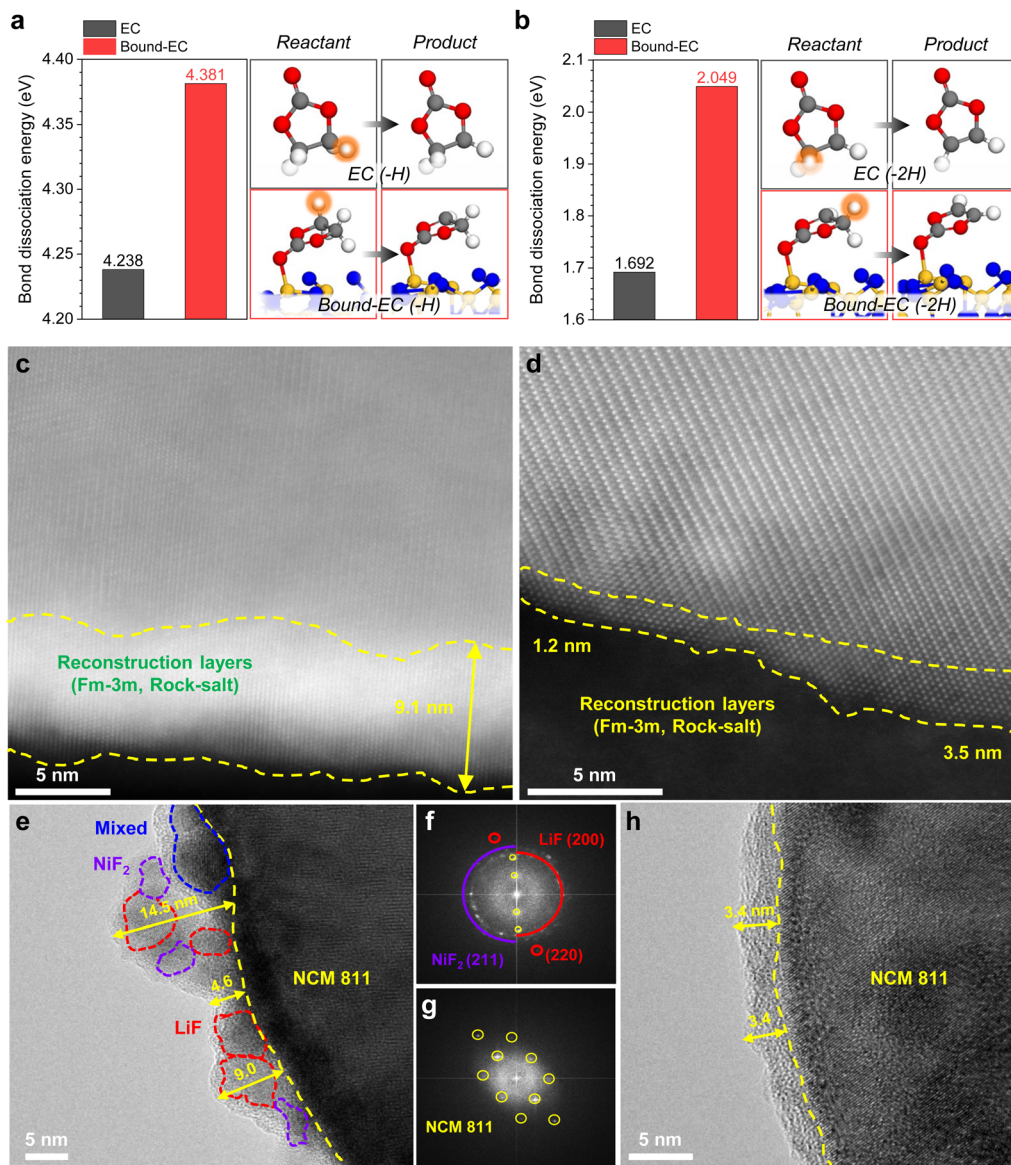 a
EC
Bound-EC
Bond dissociation energy (eV)
4.40
4.35
4.30
4.25
4.20
4.238
4.381
Reactant
Product
EC (-H)
Bound-EC (-H)
b
EC
Bound-EC
Bond dissociation energy (eV)
2.1
2.0
1.9
1.8
1.7
1.6
1.692
2.049
Reactant
Product
EC (-2H)
Bound-EC (-2H)
c
Reconstruction layers
(Fm-3m, Rock-salt)
9.1 nm
5 nm
d
1.2 nm
Reconstruction layers
(Fm-3m, Rock-salt)
3.5 nm
5 nm
e
Mixed
NiF₂
14.5 nm
4.6
NCM 811
LiF
9.0
5 nm
f
LiF (200)
NiF₂ (211)
(220)
g
NCM 811
h
3.4 nm
NCM 811
3.4
5 nm